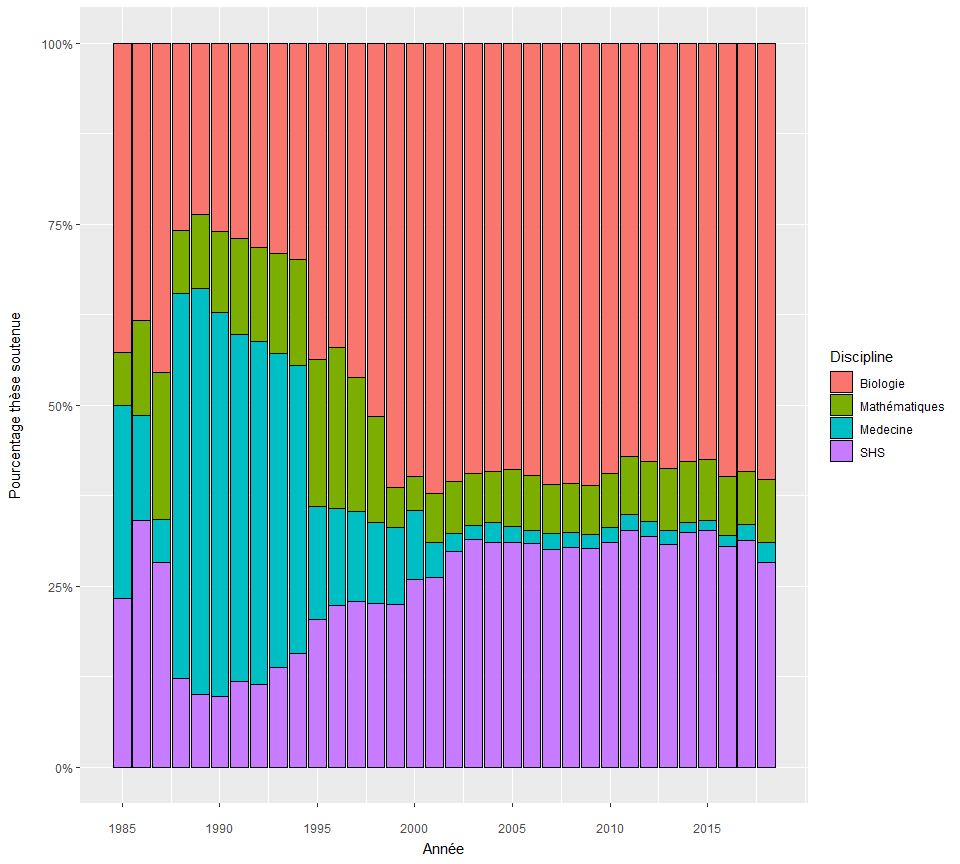 Pourcentage thèse soutenue
100%
75%
50%
25%
0%
1985 1990 1995 2000 2005 2010 2015
Année
Discipline
Biologie
Mathématiques
Medecine
SHS